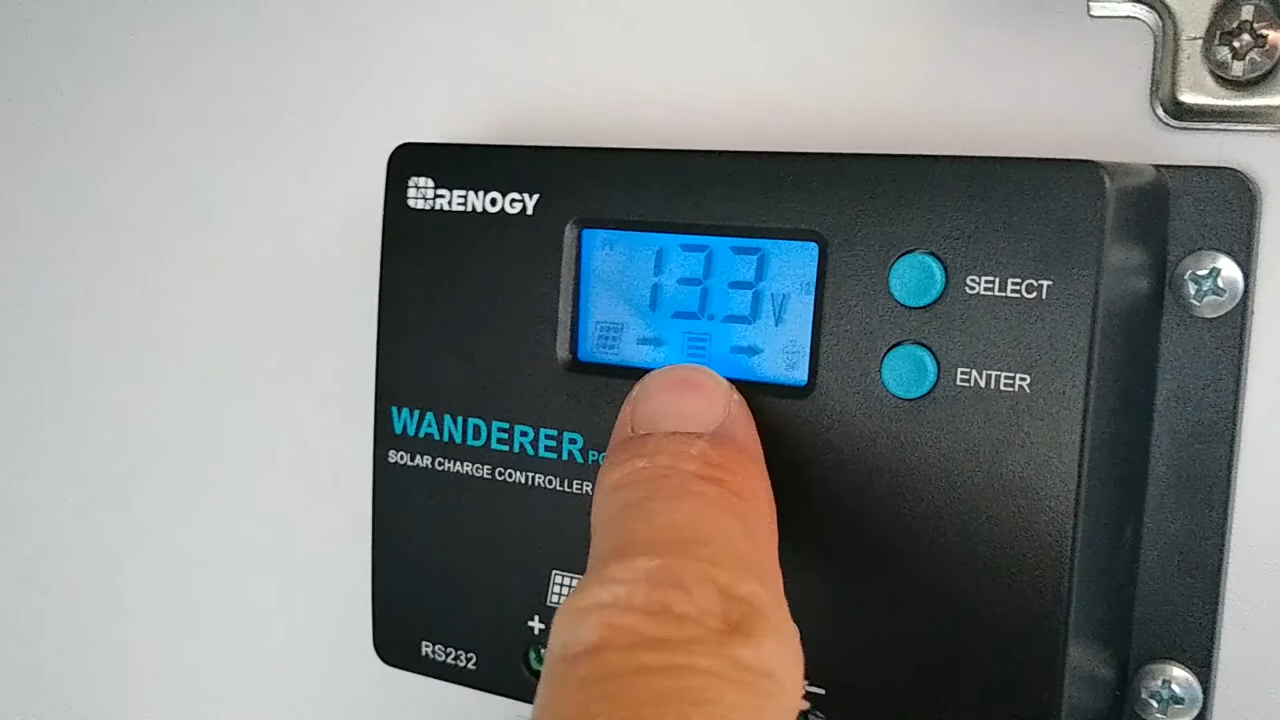 RENOGY
13.3 V
SELECT
ENTER
WANDERER
SOLAR CHARGE CONTROLLER
+
RS232
−